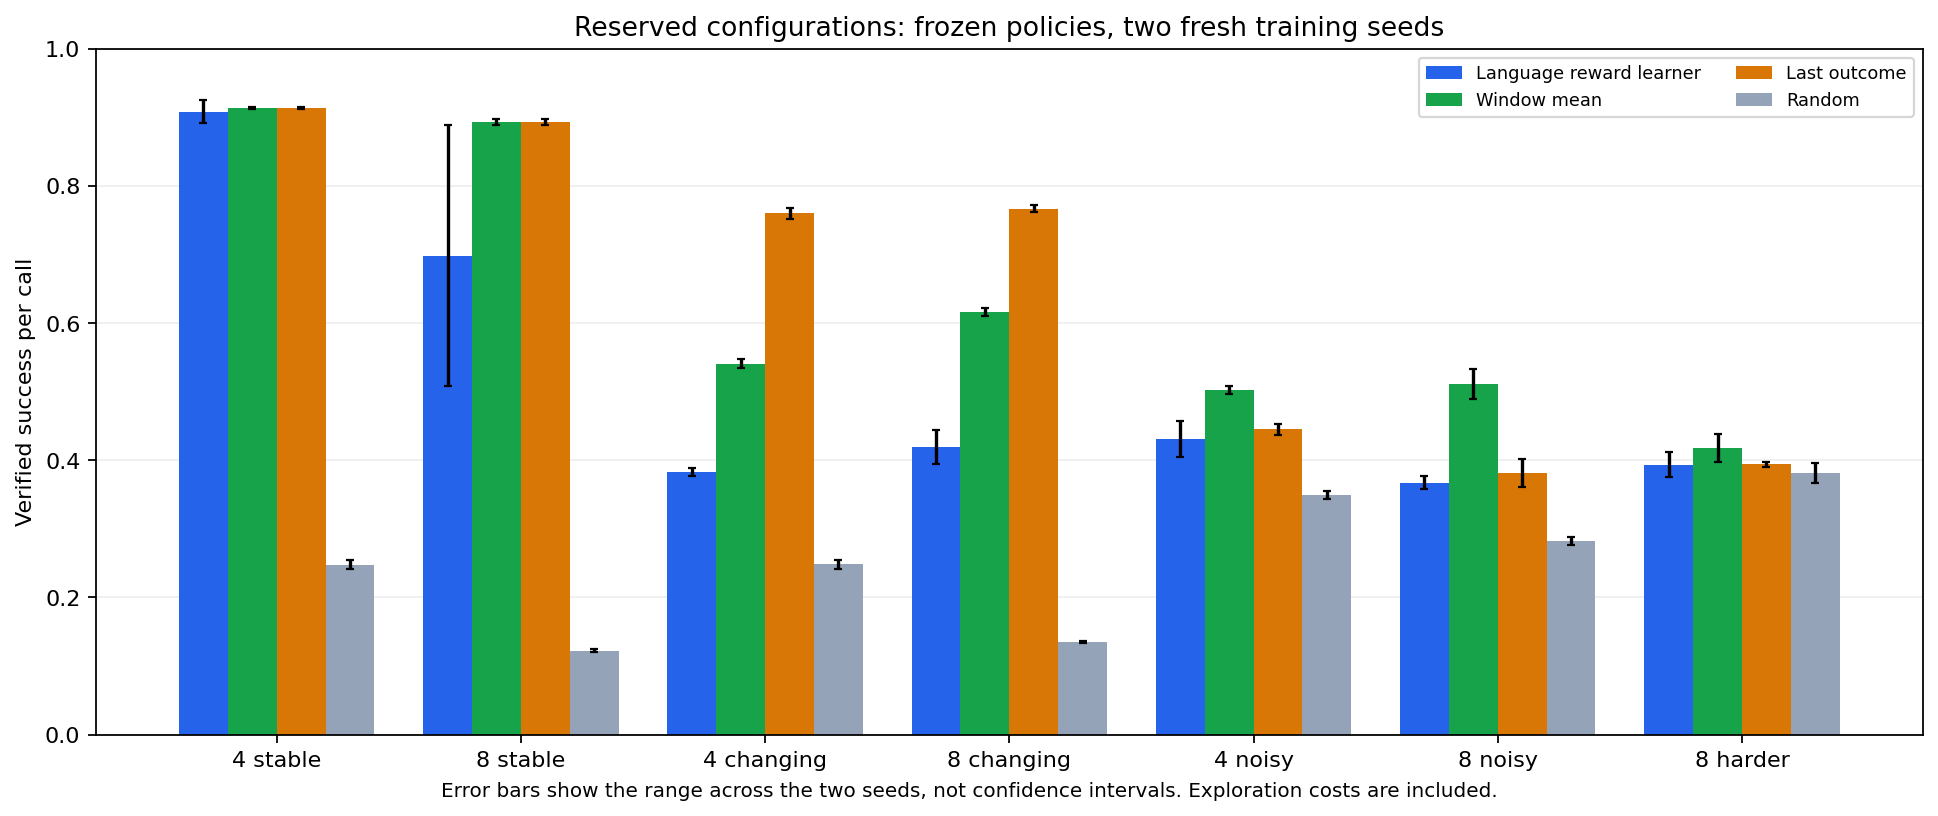 Reserved configurations: frozen policies, two fresh training seeds
Language reward learner
Window mean
Last outcome
Random
Verified success per call
1.0
0.8
0.6
0.4
0.2
0.0
4 stable
8 stable
4 changing
8 changing
4 noisy
8 noisy
8 harder
Error bars show the range across the two seeds, not confidence intervals. Exploration costs are included.